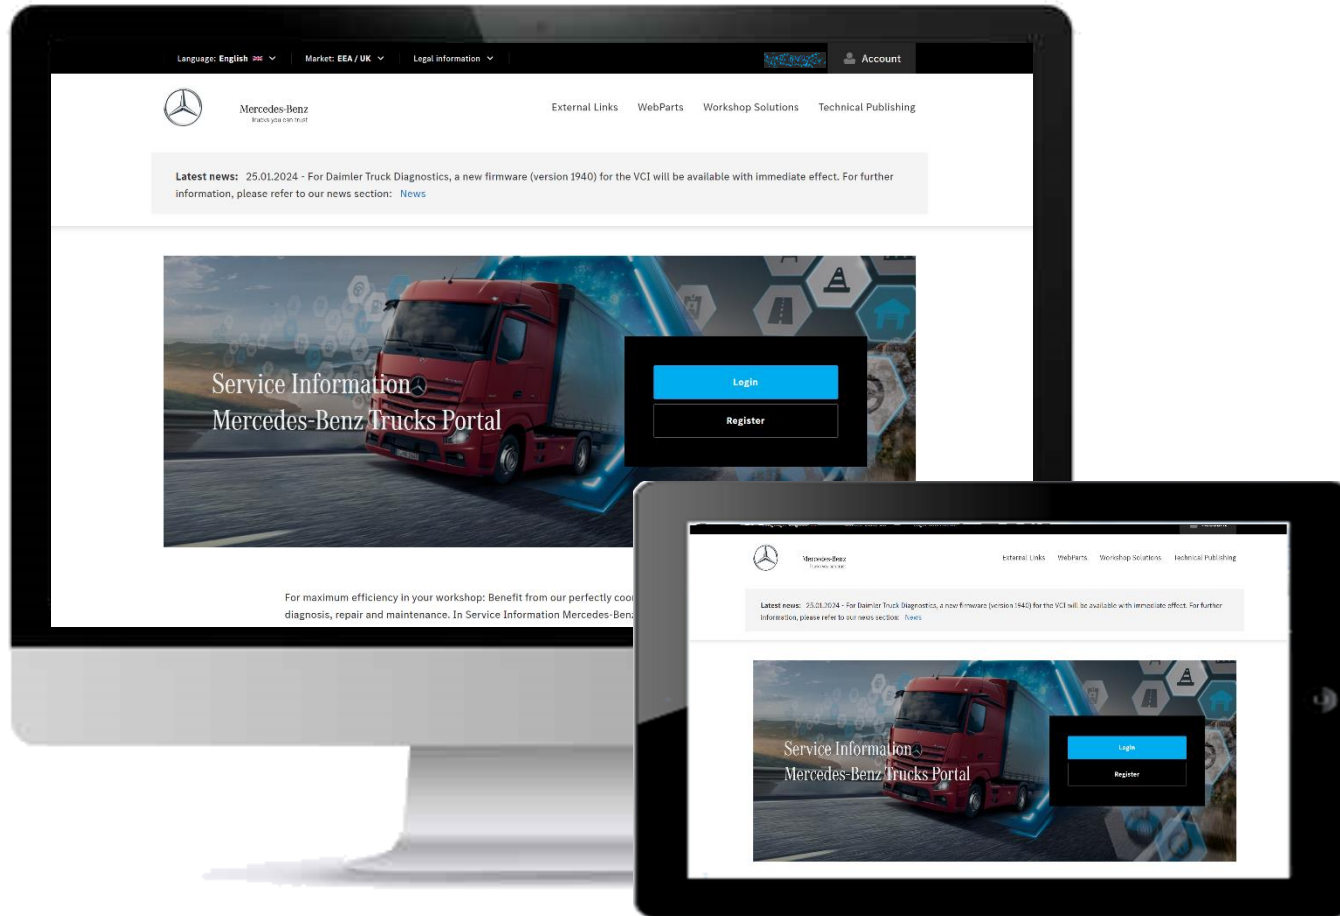 Language: English
Market: EEA / UK
Legal information
Account
Mercedes-Benz
Trucks you can trust
External Links
WebParts
Workshop Solutions
Technical Publishing
Latest news: 25.01.2024 - For Daimler Truck Diagnostics, a new firmware (version 1940) for the VCI will be available with immediate effect. For further
information, please refer to our news section: News
Service Information
Mercedes-Benz Trucks Portal
Login
Register
For maximum efficiency in your workshop: Benefit from our perfectly coo
diagnosis, repair and maintenance. In Service Information Mercedes-Ben
Account
Mercedes-Benz
External Links
WebParts
Workshop Solutions
Technical Publishing
Latest news: 25.01.2024 - For Daimler Truck Diagnostics, a new firmware (version 1940) for the VCI will be available with immediate effect. For further
information, please refer to our news section: News
Service Information
Mercedes-Benz Trucks Portal
Login
Register